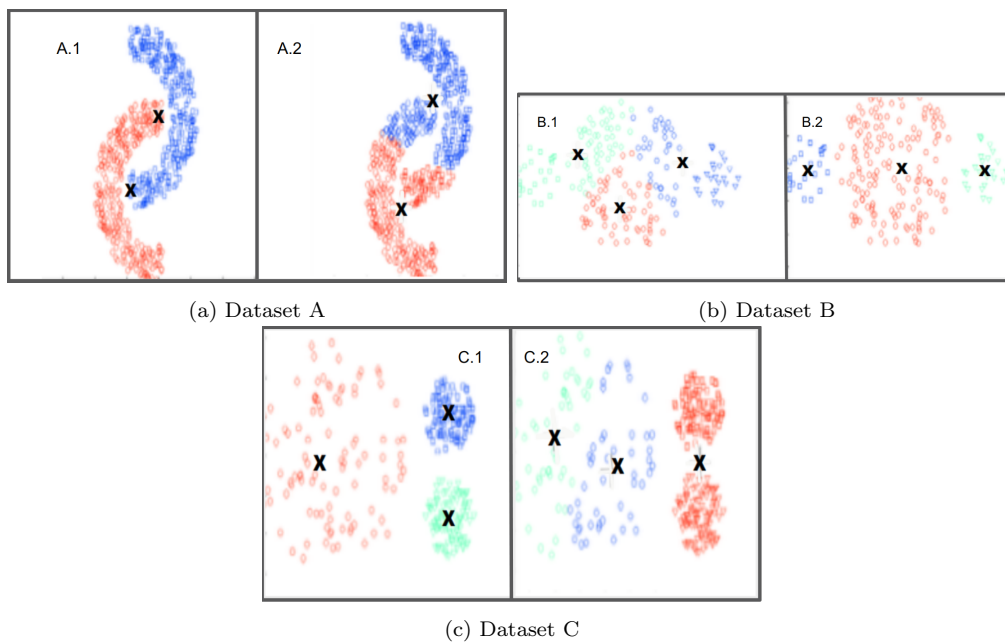 A.1
A.2
X
X
X
X
B.1
B.2
X
X
X
X
X
X
(a) Dataset A
(b) Dataset B
C.1
C.2
X
X
X
X
X
X
(c) Dataset C